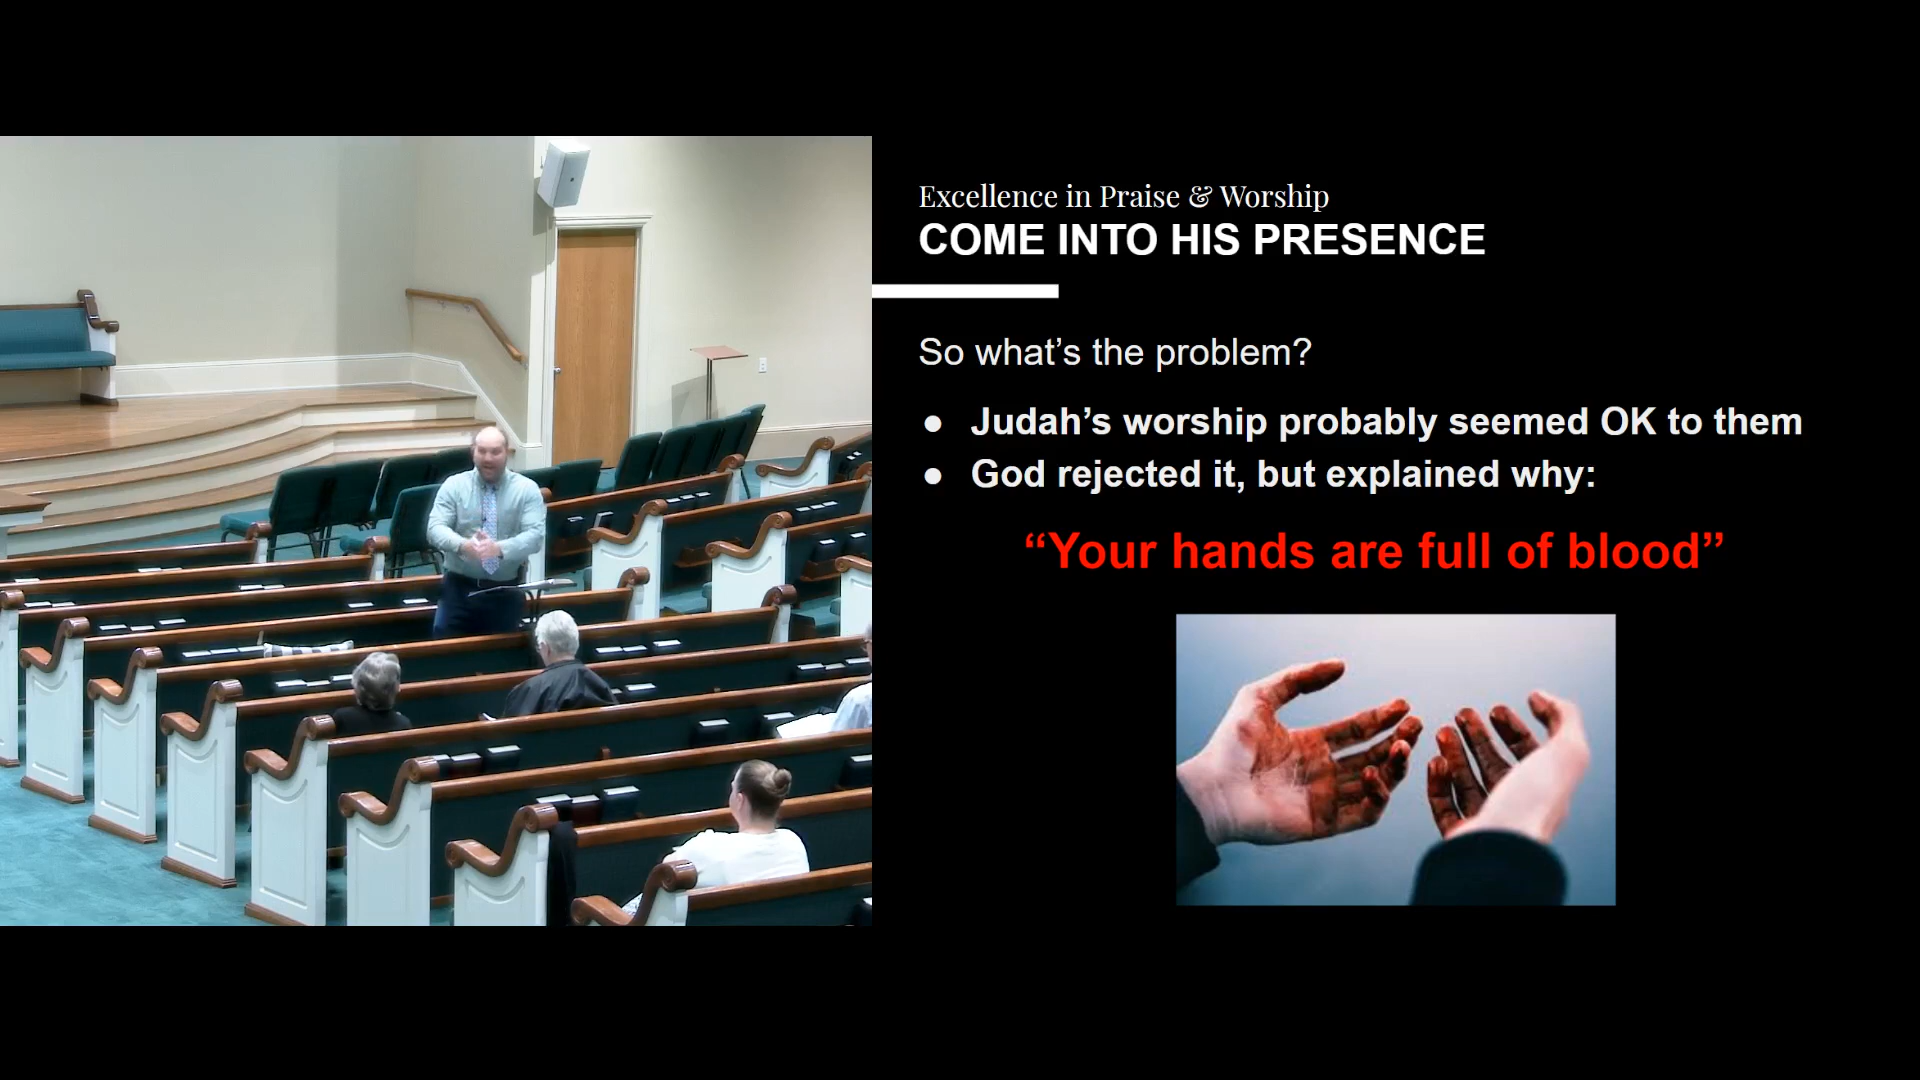 Excellence in Praise & Worship
COME INTO HIS PRESENCE
So what’s the problem?
● Judah’s worship probably seemed OK to them
● God rejected it, but explained why:
“Your hands are full of blood”